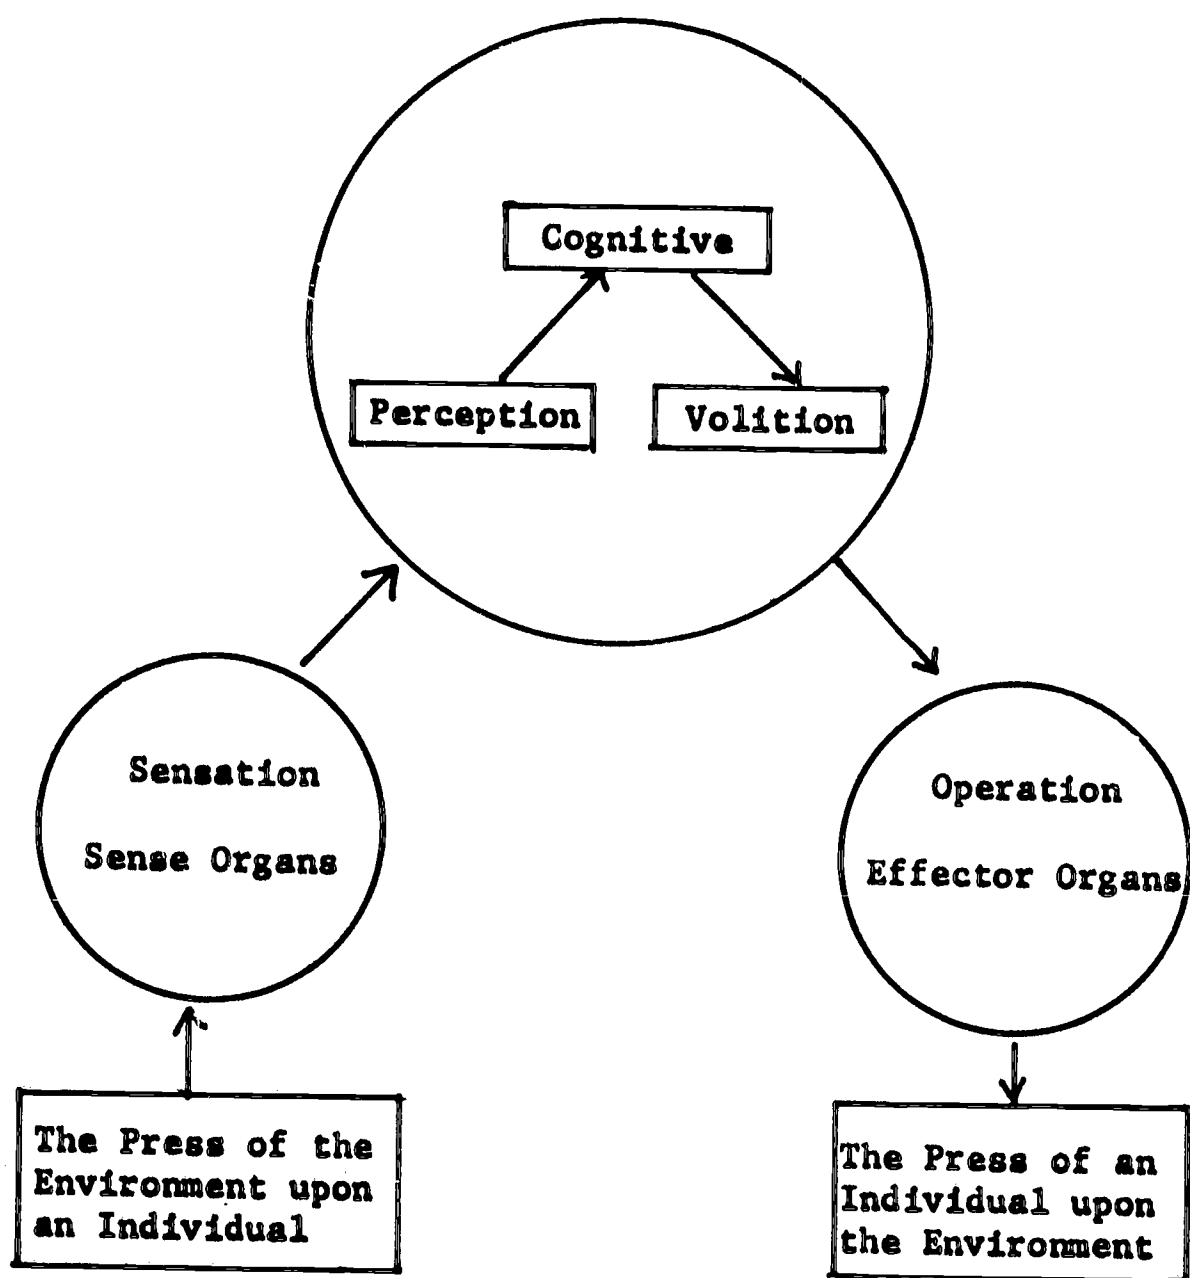 Cognitive
Perception
Volition
Sensation
Sense Organs
Operation
Effector Organs
The Press of the
Environment upon
an Individual
The Press of an
Individual upon
the Environment